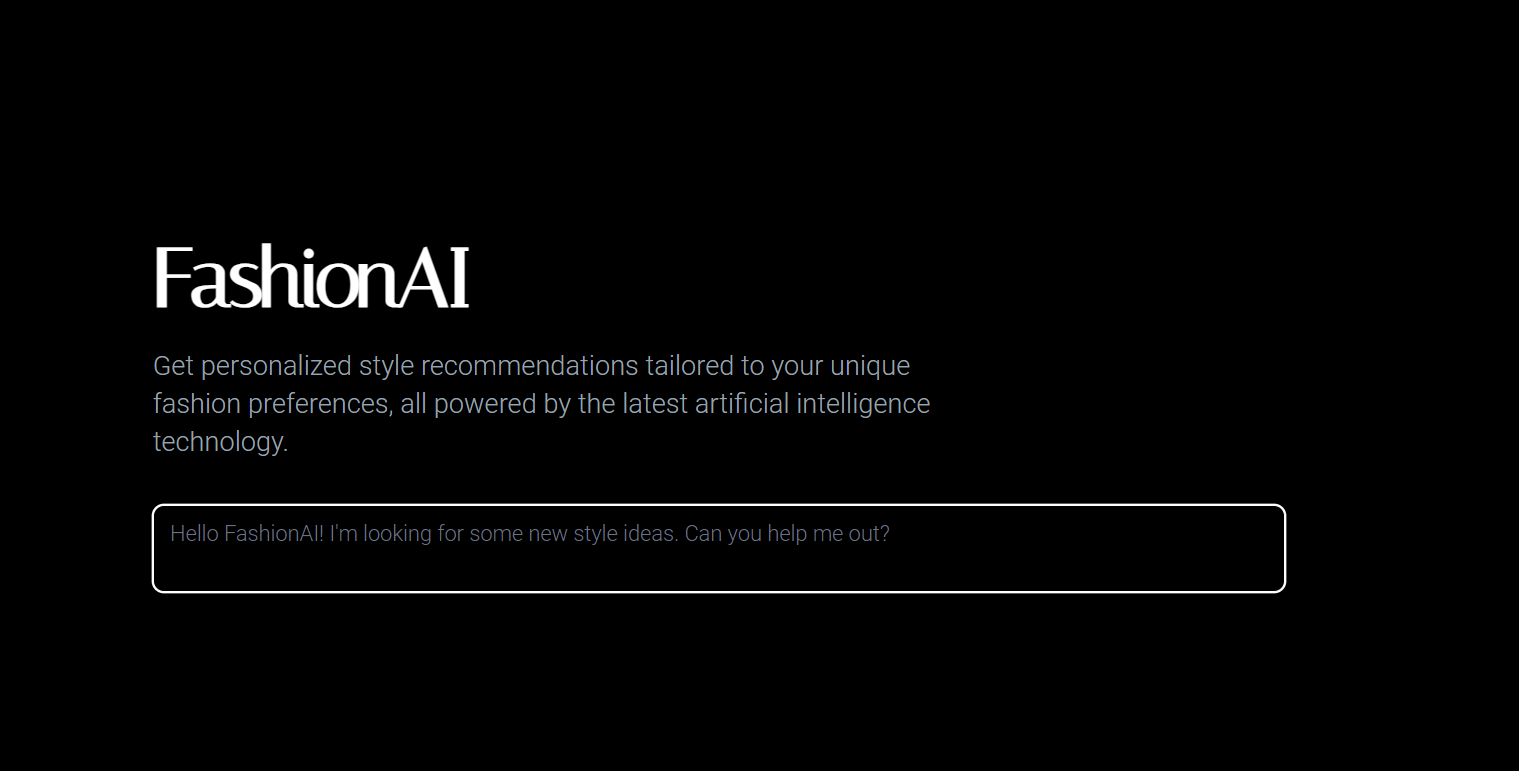 FashionAI
Get personalized style recommendations tailored to your unique
fashion preferences, all powered by the latest artificial intelligence
technology.
Hello FashionAI! I'm looking for some new style ideas. Can you help me out?